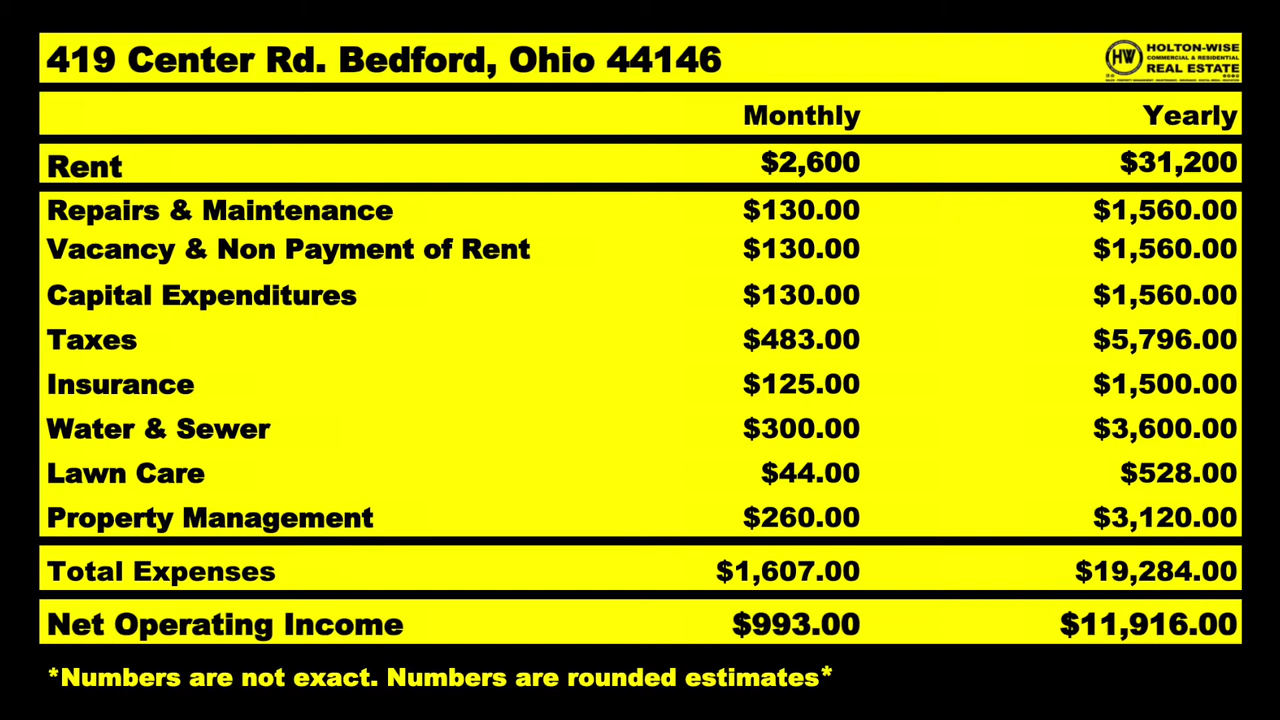 419 Center Rd. Bedford, Ohio 44146
HOLTON-WISE
COMMERCIAL & RESIDENTIAL
REAL ESTATE
HW
Monthly Yearly
Rent $2,600 $31,200
Repairs & Maintenance $130.00 $1,560.00
Vacancy & Non Payment of Rent $130.00 $1,560.00
Capital Expenditures $130.00 $1,560.00
Taxes $483.00 $5,796.00
Insurance $125.00 $1,500.00
Water & Sewer $300.00 $3,600.00
Lawn Care $44.00 $528.00
Property Management $260.00 $3,120.00
Total Expenses $1,607.00 $19,284.00
Net Operating Income $993.00 $11,916.00
*Numbers are not exact. Numbers are rounded estimates*